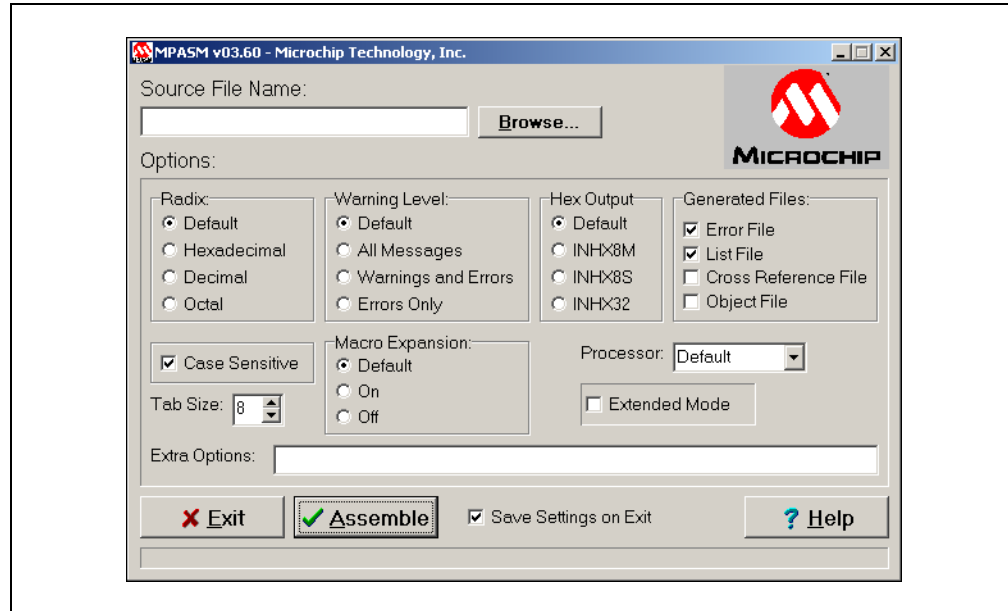 MPASM v03.60 - Microchip Technology, Inc.
Source File Name:
Browse...
MICROCHIP
Options:
Radix:
Default
Hexadecimal
Decimal
Octal
Warning Level:
Default
All Messages
Warnings and Errors
Errors Only
Hex Output
Default
INHX8M
INHX8S
INHX32
Generated Files:
Error File
List File
Cross Reference File
Object File
Case Sensitive
Tab Size: 8
Macro Expansion:
Default
On
Off
Processor: Default
Extended Mode
Extra Options:
Exit
Assemble
Save Settings on Exit
? Help